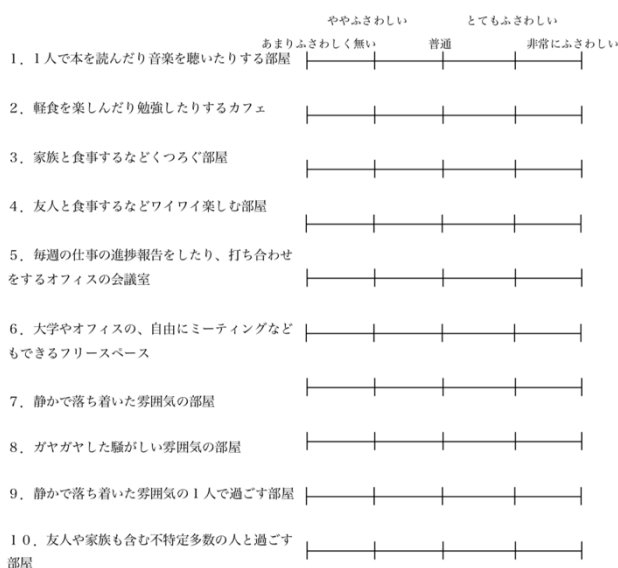 ややふさわしい　とてもふさわしい
あまりふさわしく無い　普通　非常にふさわしい
１．１人で本を読んだり音楽を聴いたりする部屋
２．軽食を楽しんだり勉強したりするカフェ
３．家族と食事するなどくつろぐ部屋
４．友人と食事するなどワイワイ楽しむ部屋
５．毎週の仕事の進捗報告をしたり、打ち合わせ
をするオフィスの会議室
６．大学やオフィスの、自由にミーティングなど
もできるフリースペース
７．静かで落ち着いた雰囲気の部屋
８．ガヤガヤした騒がしい雰囲気の部屋
９．静かで落ち着いた雰囲気の１人で過ごす部屋
１０．友人や家族も含む不特定多数の人と過ごす
部屋